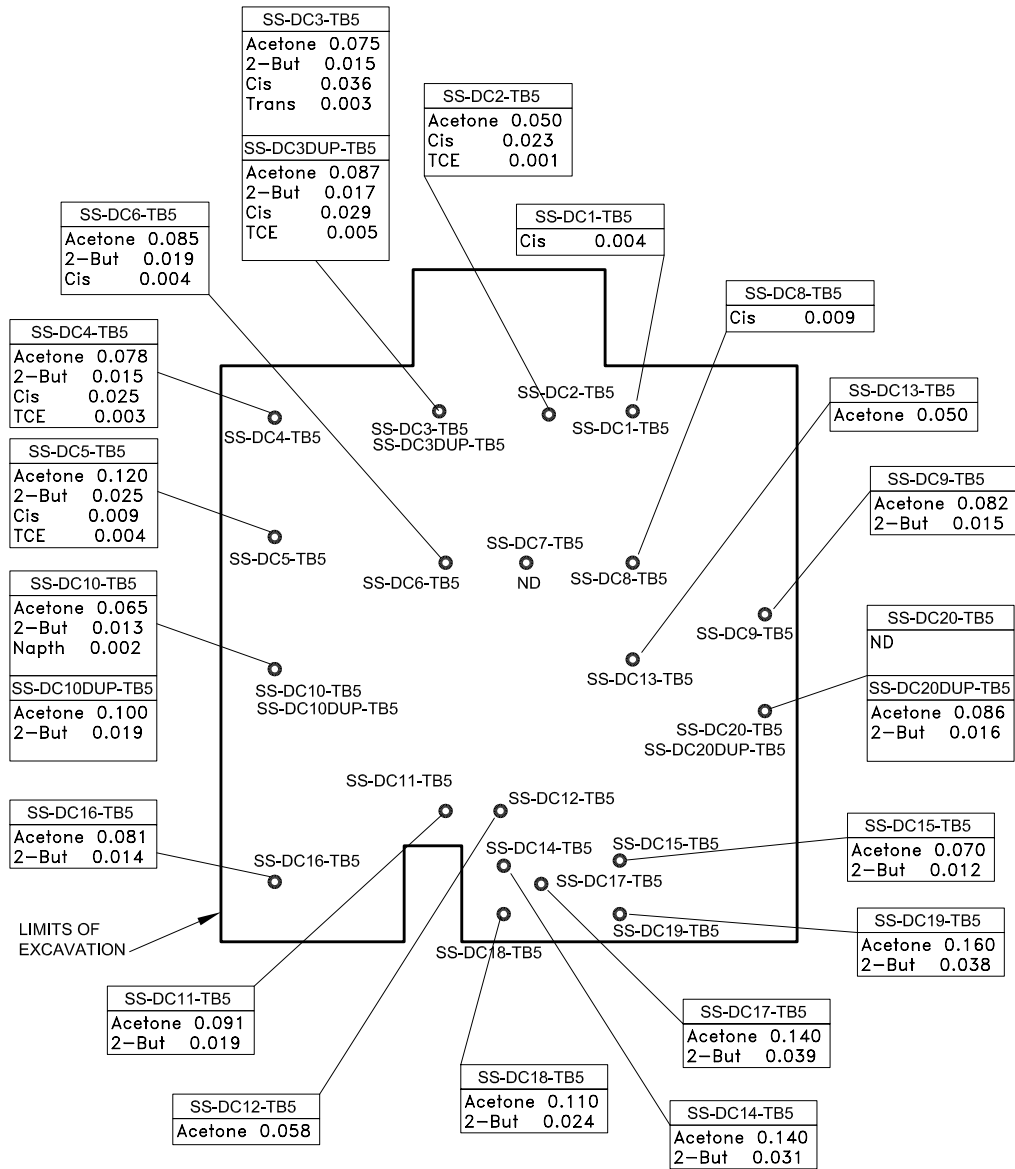 SS-DC3-TB5
Acetone 0.075
2-But 0.015
Cis 0.036
Trans 0.003
SS-DC3DUP-TB5
Acetone 0.087
2-But 0.017
Cis 0.029
TCE 0.005
SS-DC2-TB5
Acetone 0.050
Cis 0.023
TCE 0.001
SS-DC6-TB5
Acetone 0.085
2-But 0.019
Cis 0.004
SS-DC1-TB5
Cis 0.004
SS-DC8-TB5
Cis 0.009
SS-DC4-TB5
Acetone 0.078
2-But 0.015
Cis 0.025
TCE 0.003
SS-DC13-TB5
Acetone 0.050
SS-DC5-TB5
Acetone 0.120
2-But 0.025
Cis 0.009
TCE 0.004
SS-DC9-TB5
Acetone 0.082
2-But 0.015
SS-DC10-TB5
Acetone 0.065
2-But 0.013
Napth 0.002
SS-DC10DUP-TB5
Acetone 0.100
2-But 0.019
SS-DC20-TB5
ND
SS-DC20DUP-TB5
Acetone 0.086
2-But 0.016
SS-DC16-TB5
Acetone 0.081
2-But 0.014
SS-DC15-TB5
Acetone 0.070
2-But 0.012
SS-DC19-TB5
Acetone 0.160
2-But 0.038
SS-DC4-TB5
SS-DC3-TB5
SS-DC3DUP-TB5
SS-DC2-TB5
SS-DC1-TB5
SS-DC5-TB5
SS-DC6-TB5
SS-DC7-TB5
ND
SS-DC8-TB5
SS-DC9-TB5
SS-DC13-TB5
SS-DC10-TB5
SS-DC10DUP-TB5
SS-DC20-TB5
SS-DC20DUP-TB5
SS-DC11-TB5
SS-DC12-TB5
SS-DC16-TB5
SS-DC14-TB5
SS-DC15-TB5
SS-DC17-TB5
SS-DC18-TB5
SS-DC19-TB5
LIMITS OF
EXCAVATION
SS-DC11-TB5
Acetone 0.091
2-But 0.019
SS-DC17-TB5
Acetone 0.140
2-But 0.039
SS-DC18-TB5
Acetone 0.110
2-But 0.024
SS-DC12-TB5
Acetone 0.058
SS-DC14-TB5
Acetone 0.140
2-But 0.031